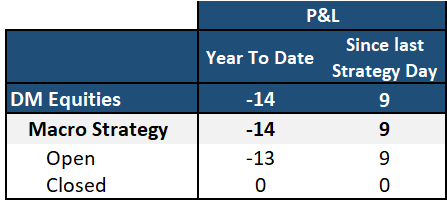 P&L
Year To Date Since last Strategy Day
DM Equities -14 9
Macro Strategy -14 9
Open -13 9
Closed 0 0